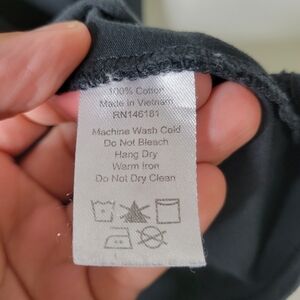 100% Cotton
Made in Vietnam
RN146181
Machine Wash Cold
Do Not Bleach
Hang Dry
Warm Iron
Do Not Dry Clean